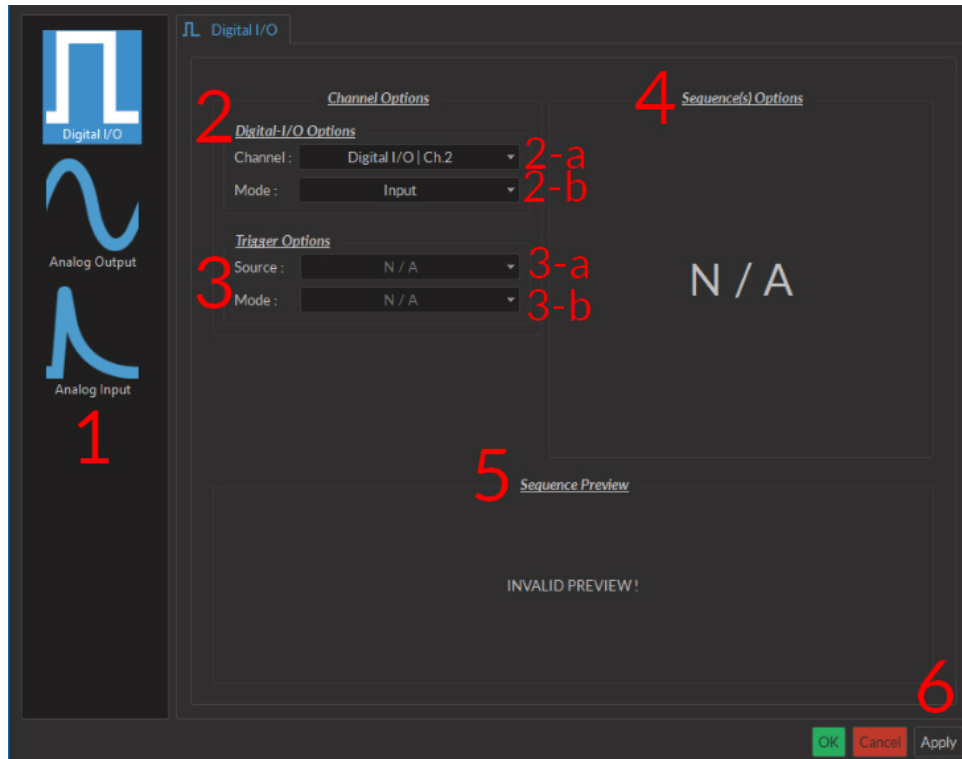 Digital I/O
Digital I/O
Analog Output
Analog Input
1
2
Channel Options
Digital-I/O Options
Channel : Digital I/O | Ch.2 2-a
Mode : Input 2-b
3
Trigger Options
Source : N / A 3-a
Mode : N / A 3-b
4
Sequence(s) Options
N / A
5
Sequence Preview
INVALID PREVIEW !
6
OK Cancel Apply